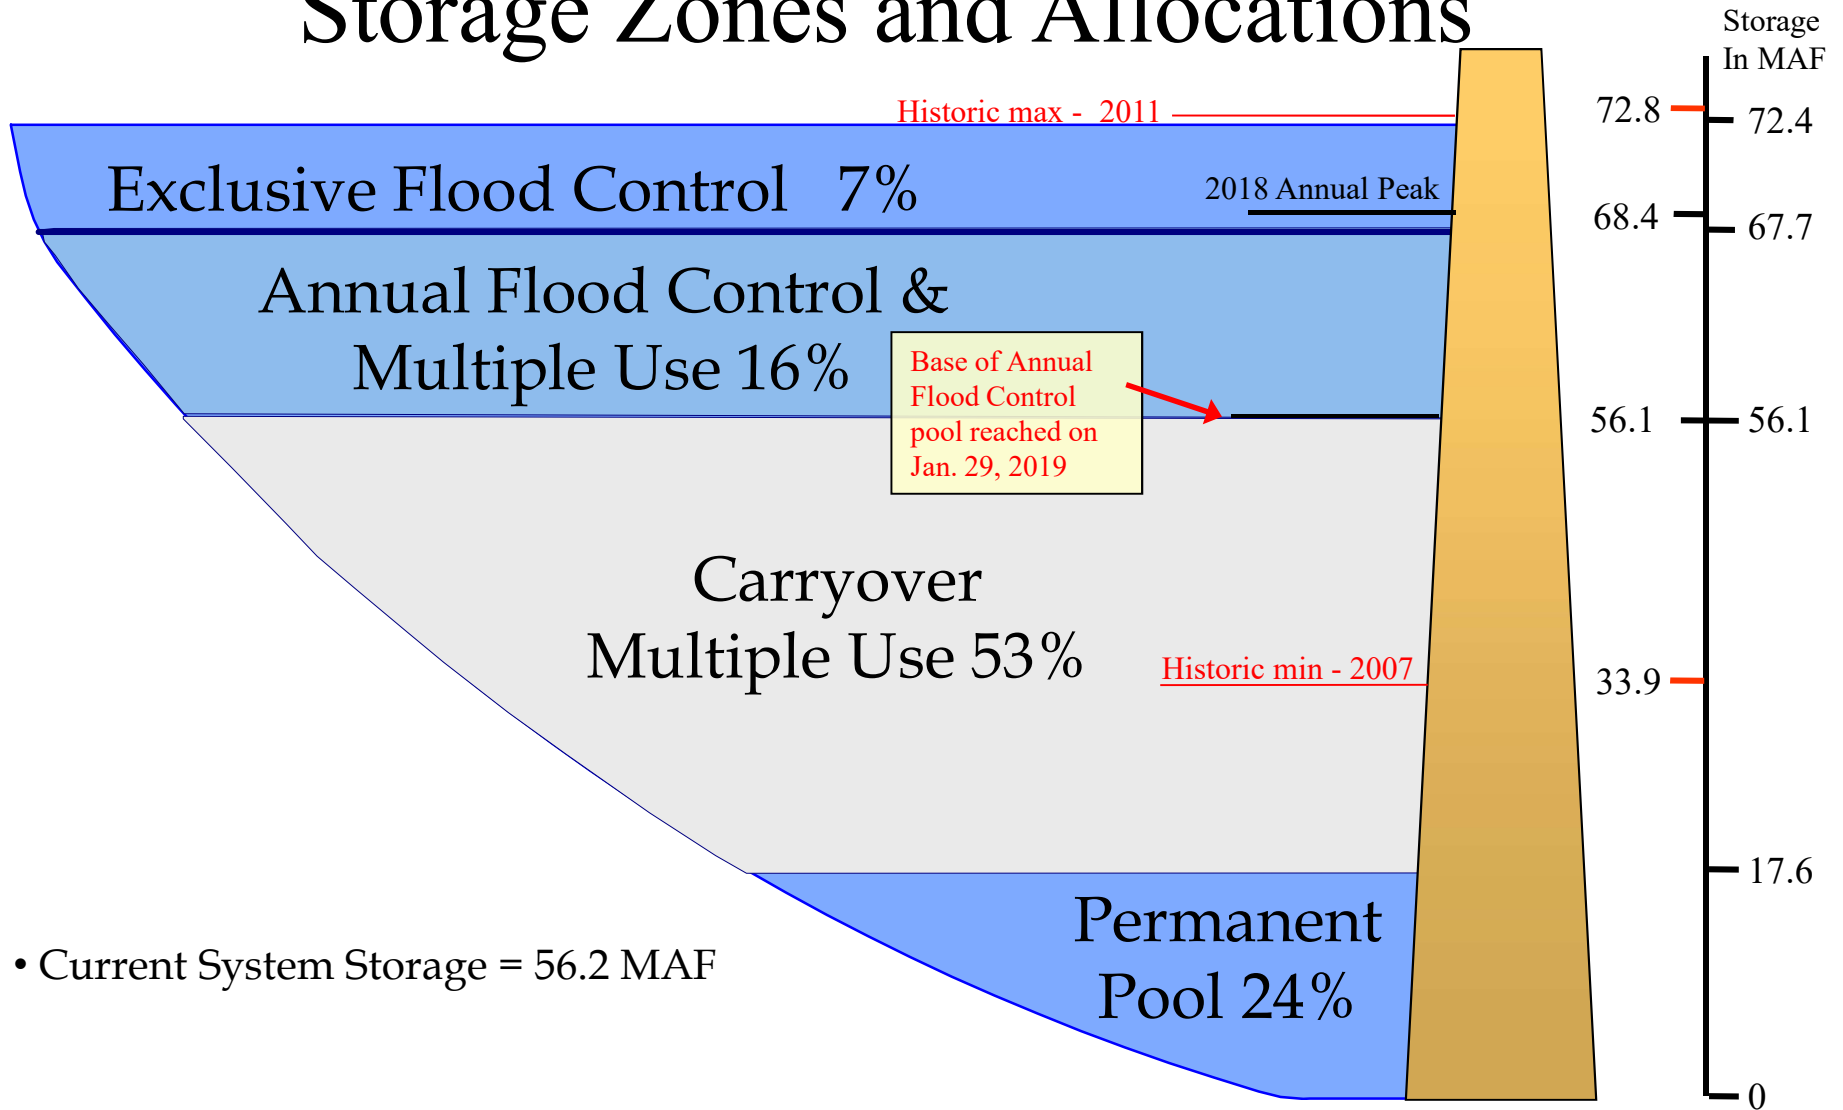 Storage Zones and Allocations
Storage
In MAF
Historic max - 2011
72.8
72.4
Exclusive Flood Control 7%
2018 Annual Peak
68.4
67.7
Annual Flood Control &
Multiple Use 16%
Base of Annual
Flood Control
pool reached on
Jan. 29, 2019
56.1
56.1
Carryover
Multiple Use 53%
Historic min - 2007
33.9
17.6
Permanent
Pool 24%
• Current System Storage = 56.2 MAF
0